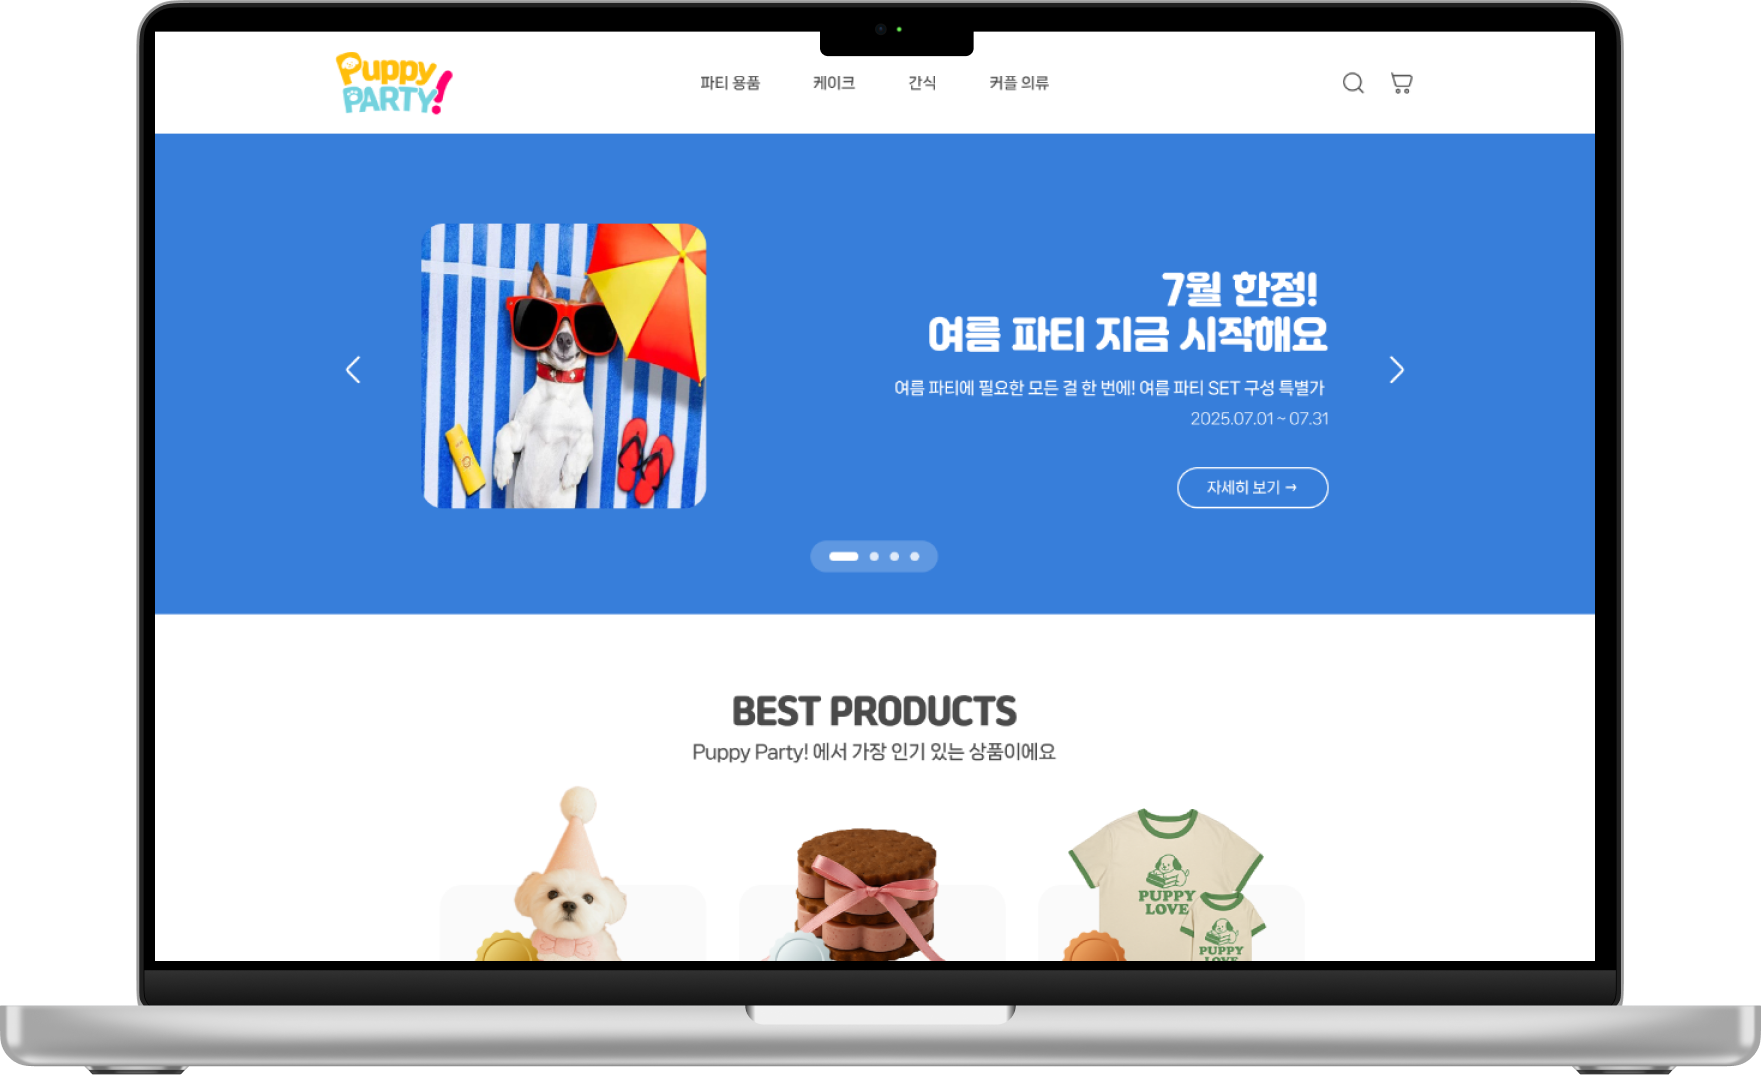 Puppy
PARTY!
파티 용품
케이크
간식
커플 의류
7월 한정!
여름 파티 지금 시작해요
여름 파티에 필요한 모든 걸 한 번에! 여름 파티 SET 구성 특별가
2025.07.01 ~ 07.31
자세히 보기 →
BEST PRODUCTS
Puppy Party! 에서 가장 인기 있는 상품이에요
PUPPY
LOVE
PUPPY
LOVE